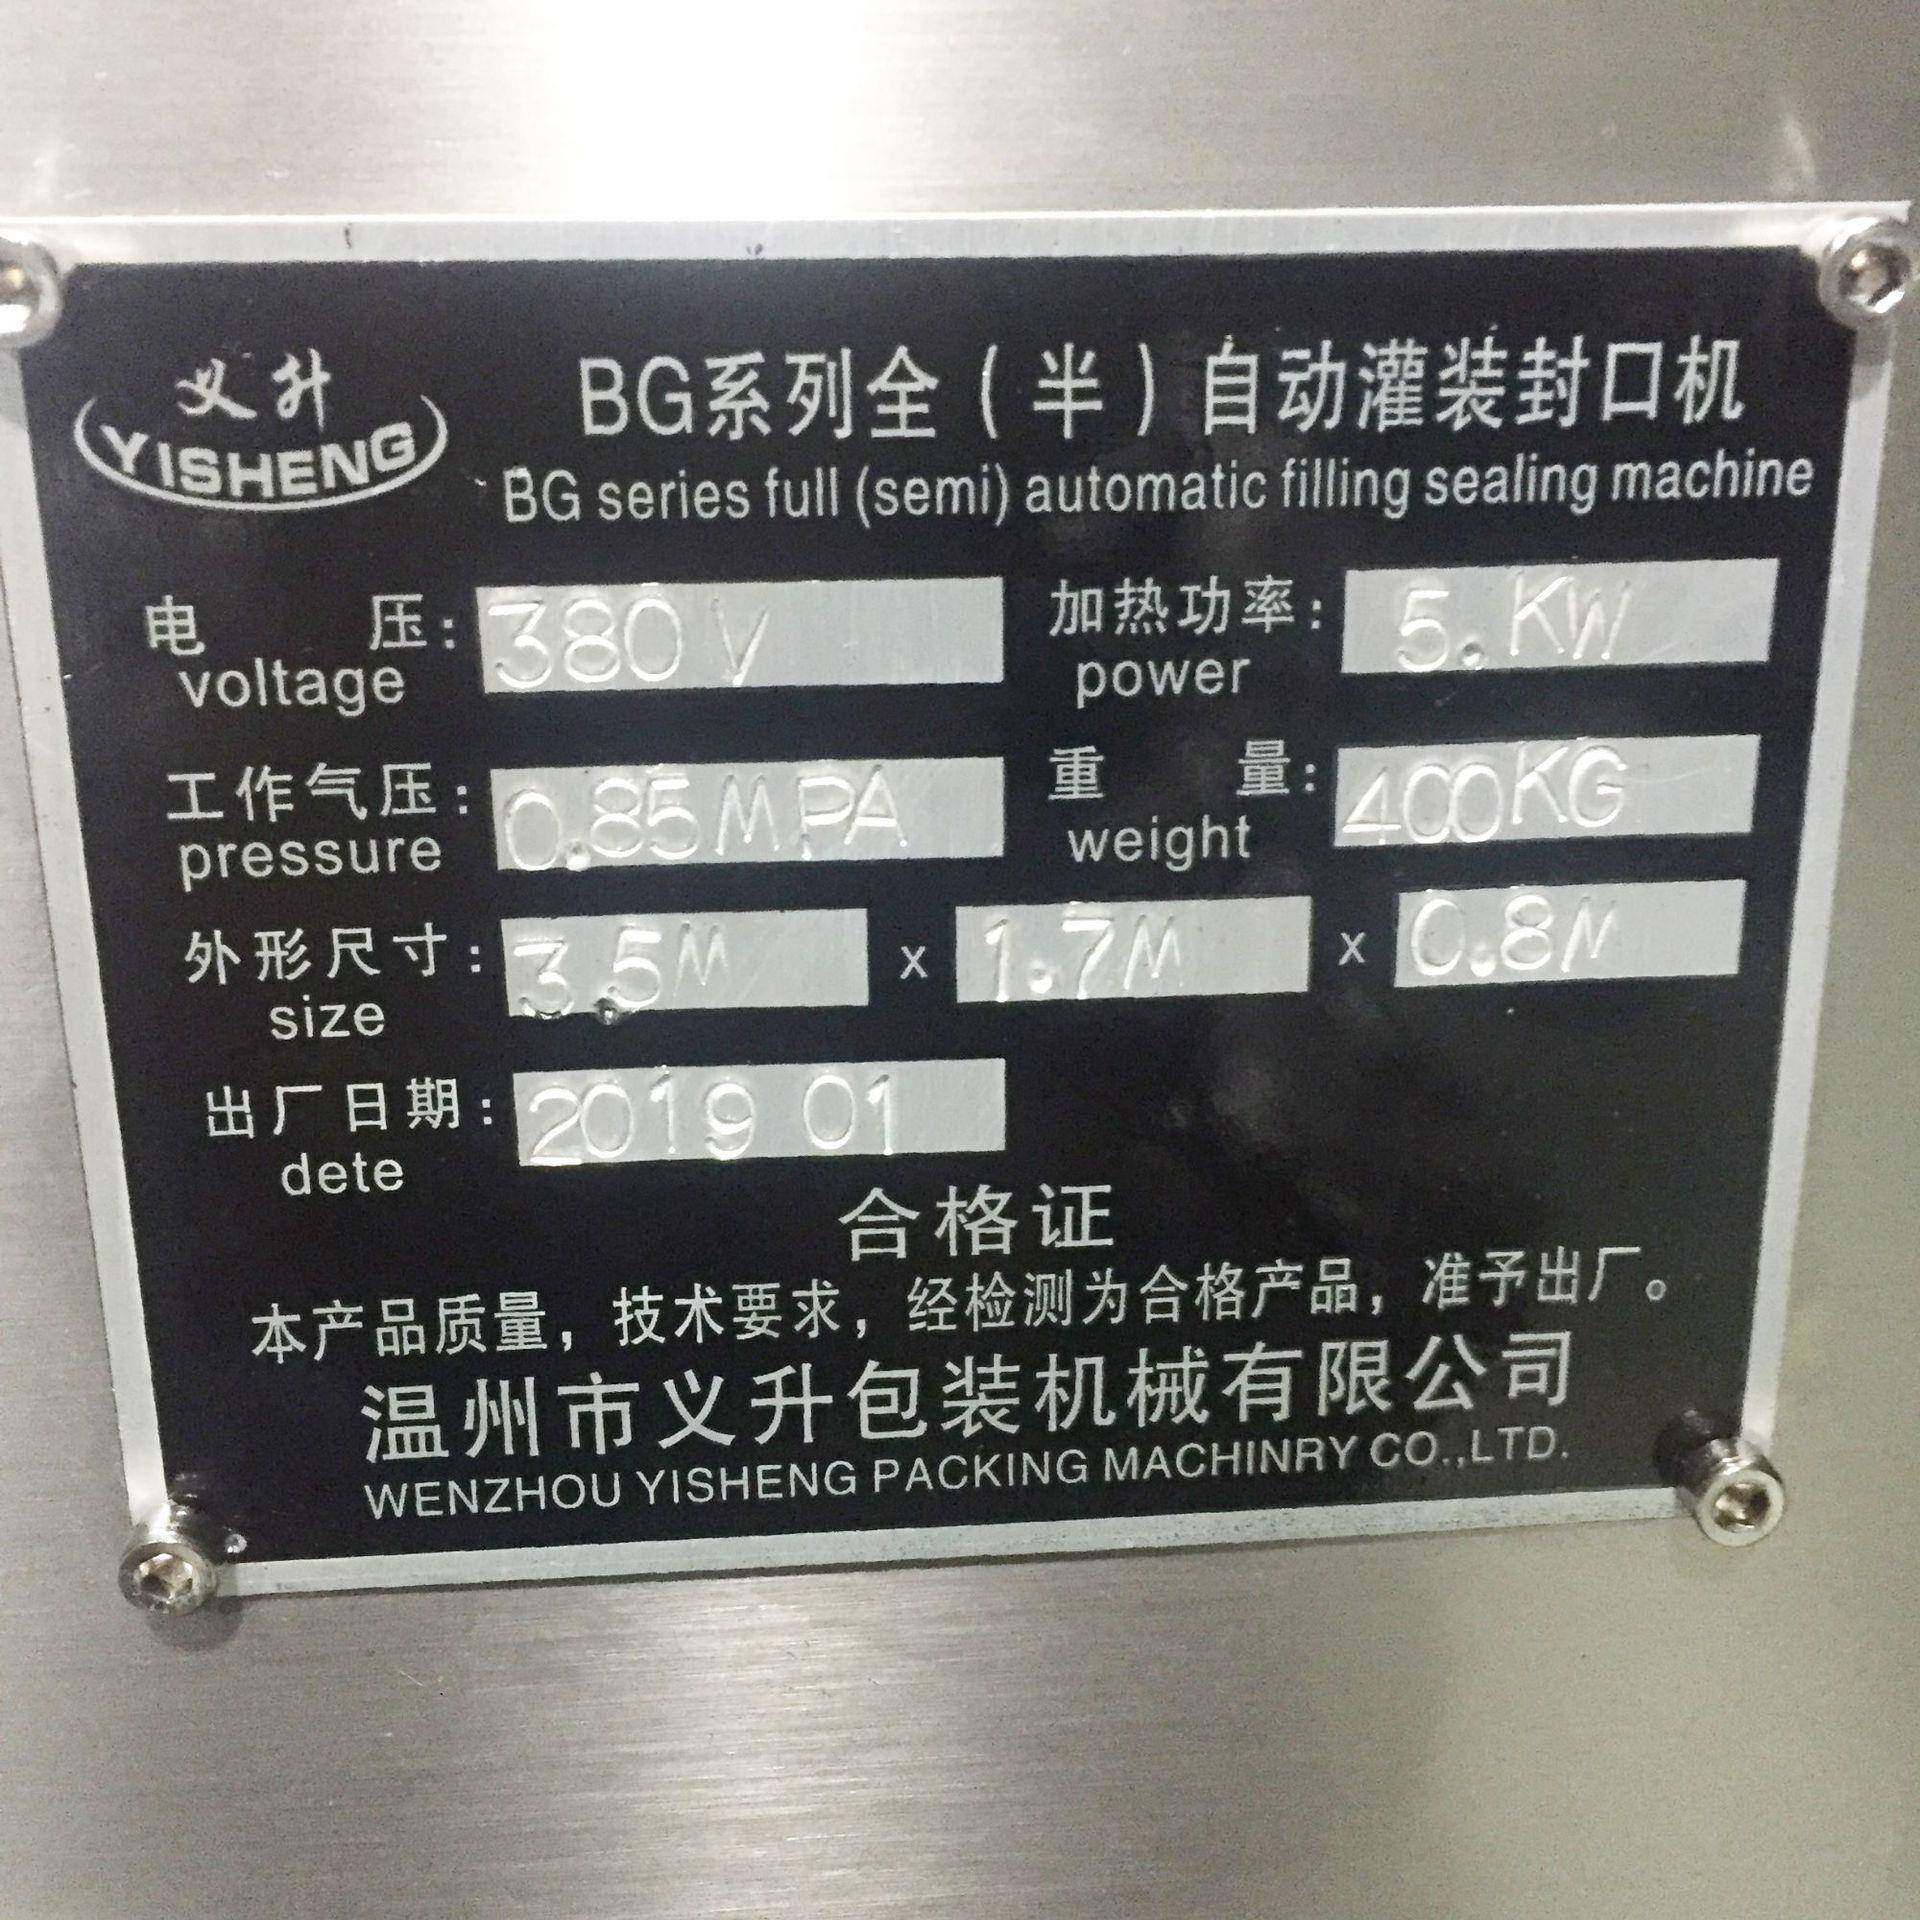 义升
YISHENG
BG系列全（半）自动灌装封口机
BG series full (semi) automatic filling sealing machine
电 压: 380 V 加热功率: 5. KW
voltage power
工作气压: 0.85MPA 重 量: 400KG
pressure weight
外形尺寸: 3.5M x 1.7M x 0.8M
size
出厂日期: 2019 01
dete
合格证
本产品质量，技术要求，经检测为合格产品，准予出厂。
温州市义升包装机械有限公司
WENZHOU YISHENG PACKING MACHINRY CO.,LTD.